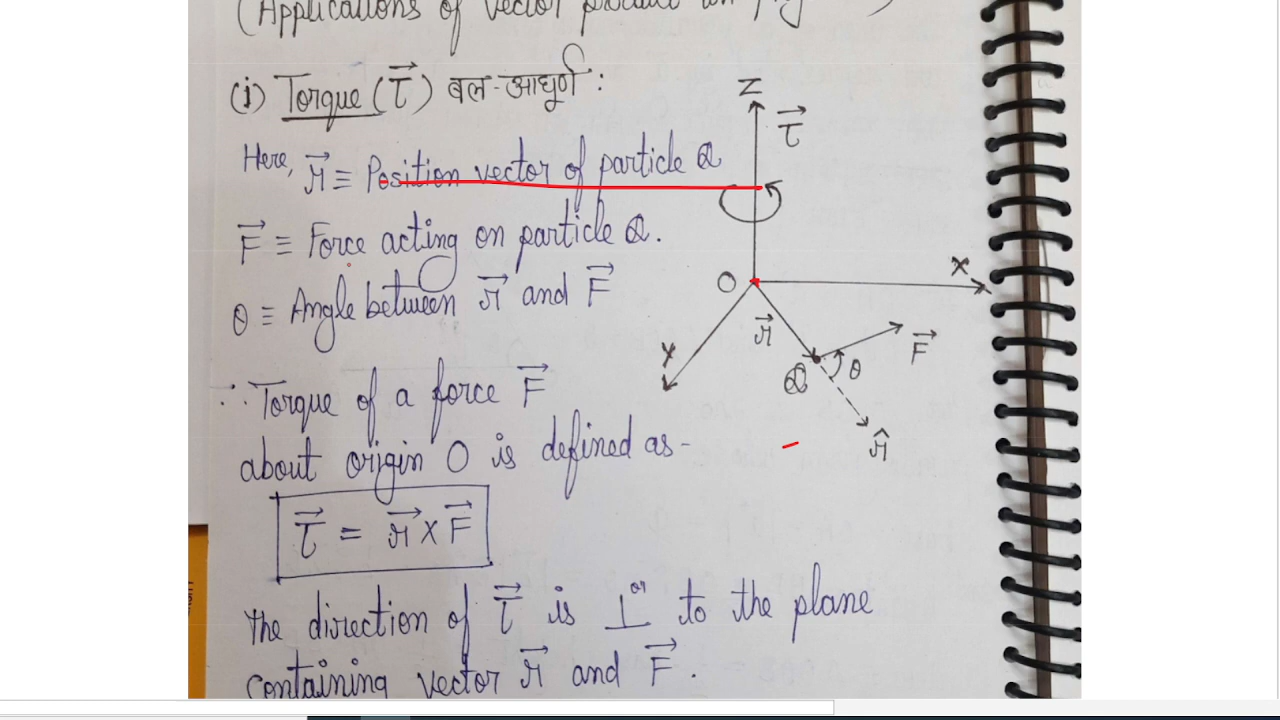 (Applications of vector product in
(i) Torque (τ⃗) बल-आघूर्ण :
Here, r⃗ ≡ Position vector of particle Q
F⃗ ≡ Force acting on particle Q.
θ ≡ Angle between r⃗ and F⃗
∴ Torque of a force F⃗
about origin O is defined as -
τ⃗ = r⃗ × F⃗
The direction of τ⃗ is ⊥ar to the plane
containing vector r⃗ and F⃗ .
Z
τ⃗
O
X
r⃗
Y
F⃗
Q
θ
r̂